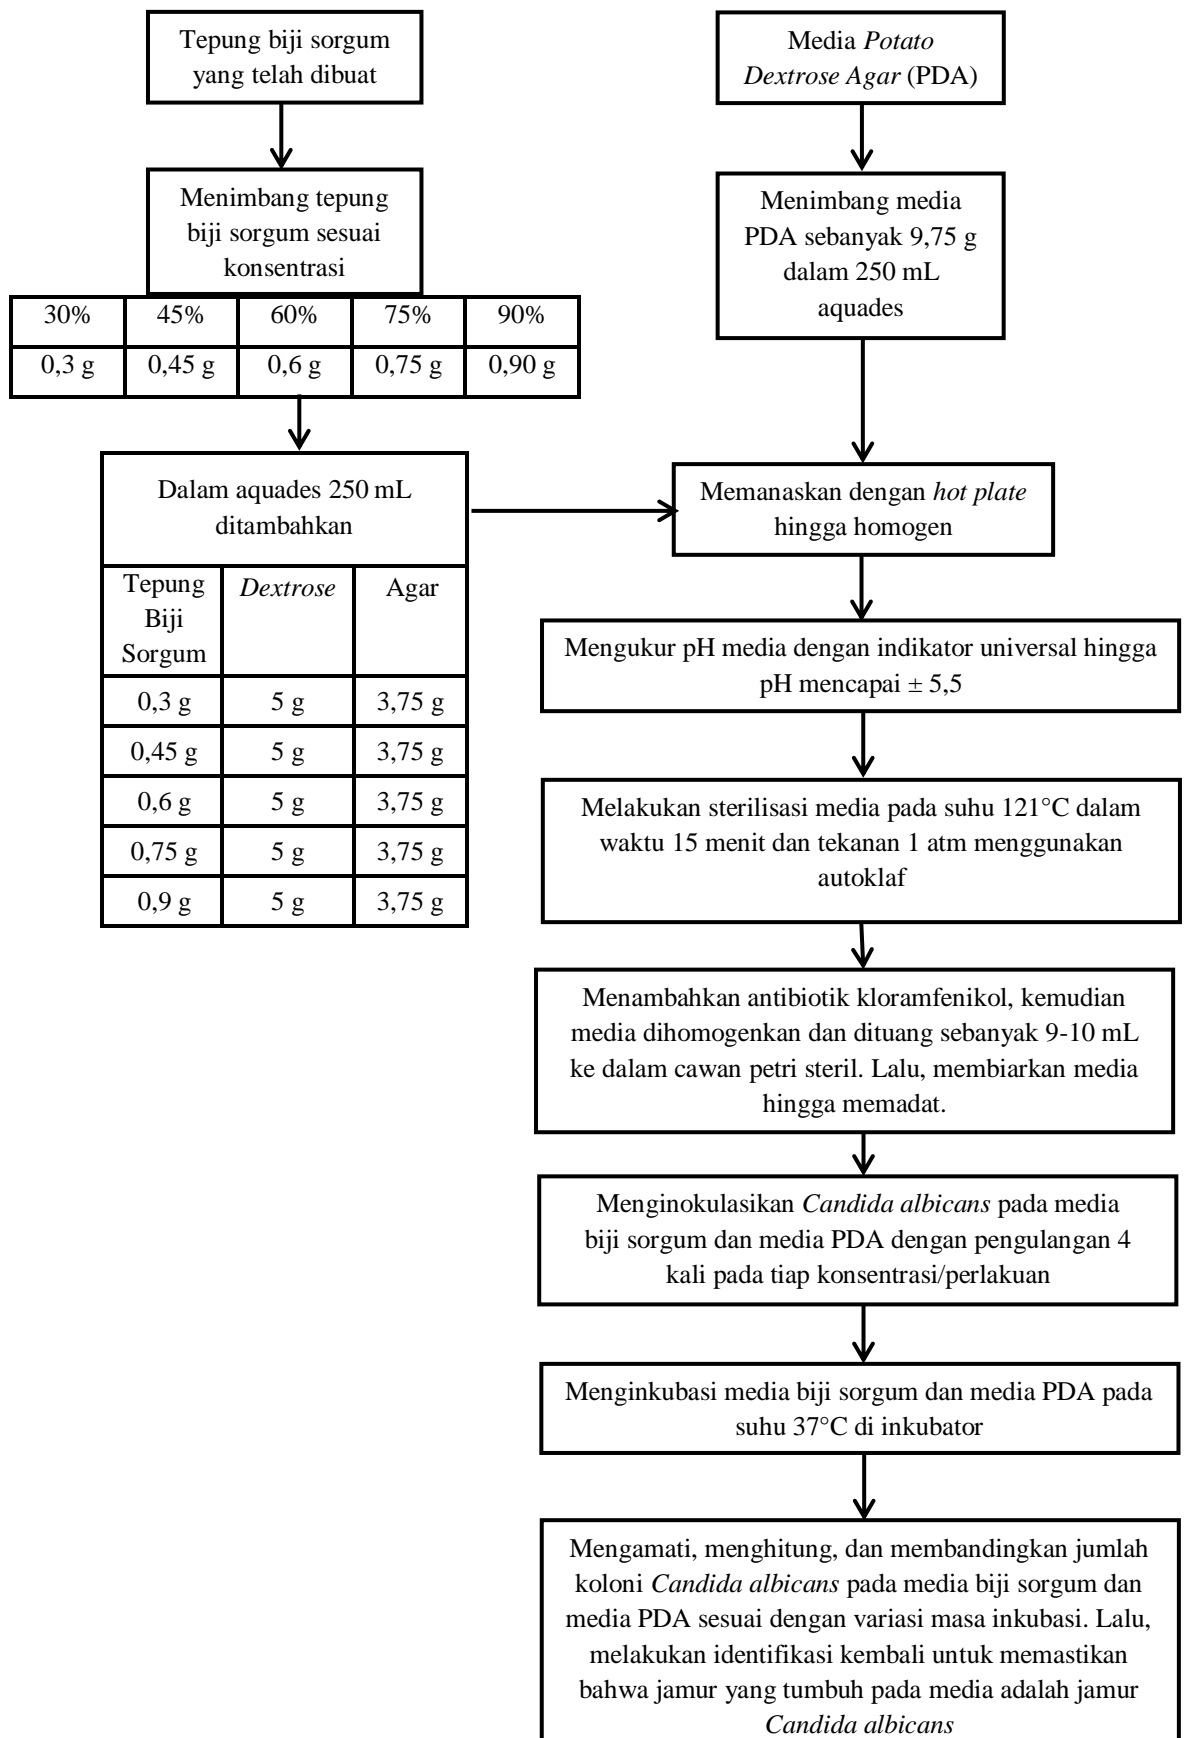 Tepung biji sorgum
yang telah dibuat
Menimbang tepung
biji sorgum sesuai
konsentrasi
30% 45% 60% 75% 90%
0,3 g 0,45 g 0,6 g 0,75 g 0,90 g
Dalam aquades 250 mL
ditambahkan
Tepung Dextrose Agar
Biji
Sorgum
0,3 g 5 g 3,75 g
0,45 g 5 g 3,75 g
0,6 g 5 g 3,75 g
0,75 g 5 g 3,75 g
0,9 g 5 g 3,75 g
Media Potato
Dextrose Agar (PDA)
Menimbang media
PDA sebanyak 9,75 g
dalam 250 mL
aquades
Memanaskan dengan hot plate
hingga homogen
Mengukur pH media dengan indikator universal hingga
pH mencapai ± 5,5
Melakukan sterilisasi media pada suhu 121°C dalam
waktu 15 menit dan tekanan 1 atm menggunakan
autoklaf
Menambahkan antibiotik kloramfenikol, kemudian
media dihomogenkan dan dituang sebanyak 9-10 mL
ke dalam cawan petri steril. Lalu, membiarkan media
hingga memadat.
Menginokulasikan Candida albicans pada media
biji sorgum dan media PDA dengan pengulangan 4
kali pada tiap konsentrasi/perlakuan
Menginkubasi media biji sorgum dan media PDA pada
suhu 37°C di inkubator
Mengamati, menghitung, dan membandingkan jumlah
koloni Candida albicans pada media biji sorgum dan
media PDA sesuai dengan variasi masa inkubasi. Lalu,
melakukan identifikasi kembali untuk memastikan
bahwa jamur yang tumbuh pada media adalah jamur
Candida albicans